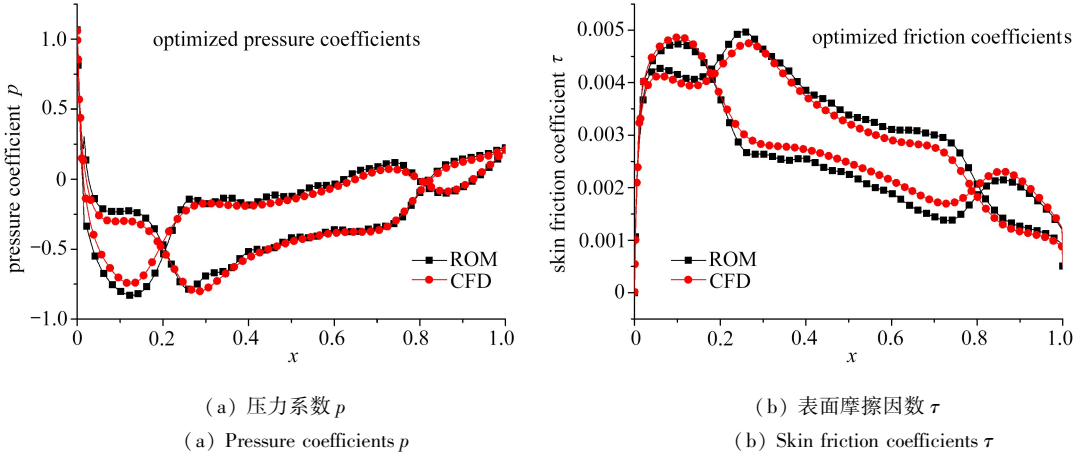 optimized pressure coefficients
pressure coefficient p
1.0
0.5
0
−0.5
−1.0
0
0.2
0.4
0.6
0.8
1.0
x
ROM
CFD
optimized friction coefficients
skin friction coefficient τ
0.005
0.004
0.003
0.002
0.001
0
0
0.2
0.4
0.6
0.8
1.0
x
ROM
CFD
(a) 压力系数 p
(a) Pressure coefficients p
(b) 表面摩擦因数 τ
(b) Skin friction coefficients τ